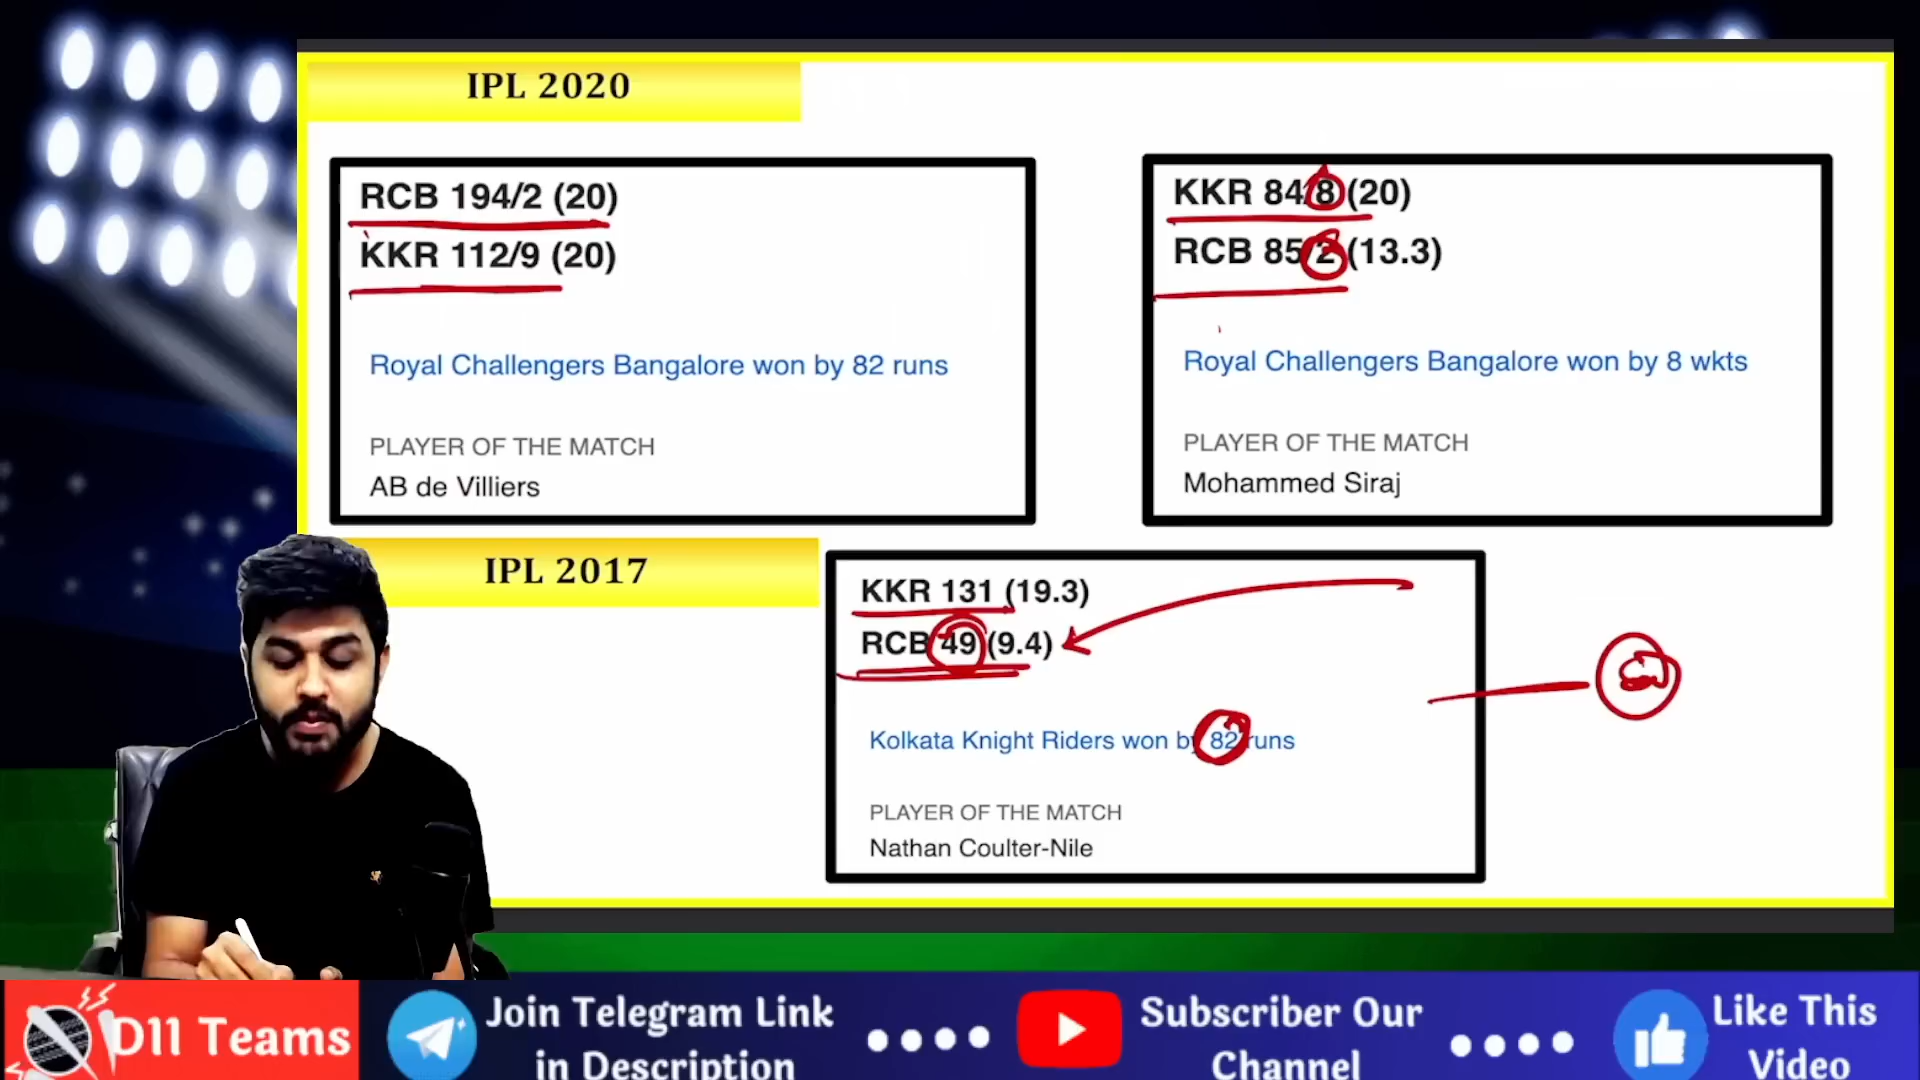 IPL 2020
RCB 194/2 (20)
KKR 112/9 (20)
Royal Challengers Bangalore won by 82 runs
PLAYER OF THE MATCH
AB de Villiers
KKR 84/8 (20)
RCB 85/2 (13.3)
Royal Challengers Bangalore won by 8 wkts
PLAYER OF THE MATCH
Mohammed Siraj
IPL 2017
KKR 131 (19.3)
RCB 49 (9.4)
Kolkata Knight Riders won by 82 runs
PLAYER OF THE MATCH
Nathan Coulter-Nile
D11 Teams
Join Telegram Link
in Description
Subscriber Our
Channel
Like This
Video